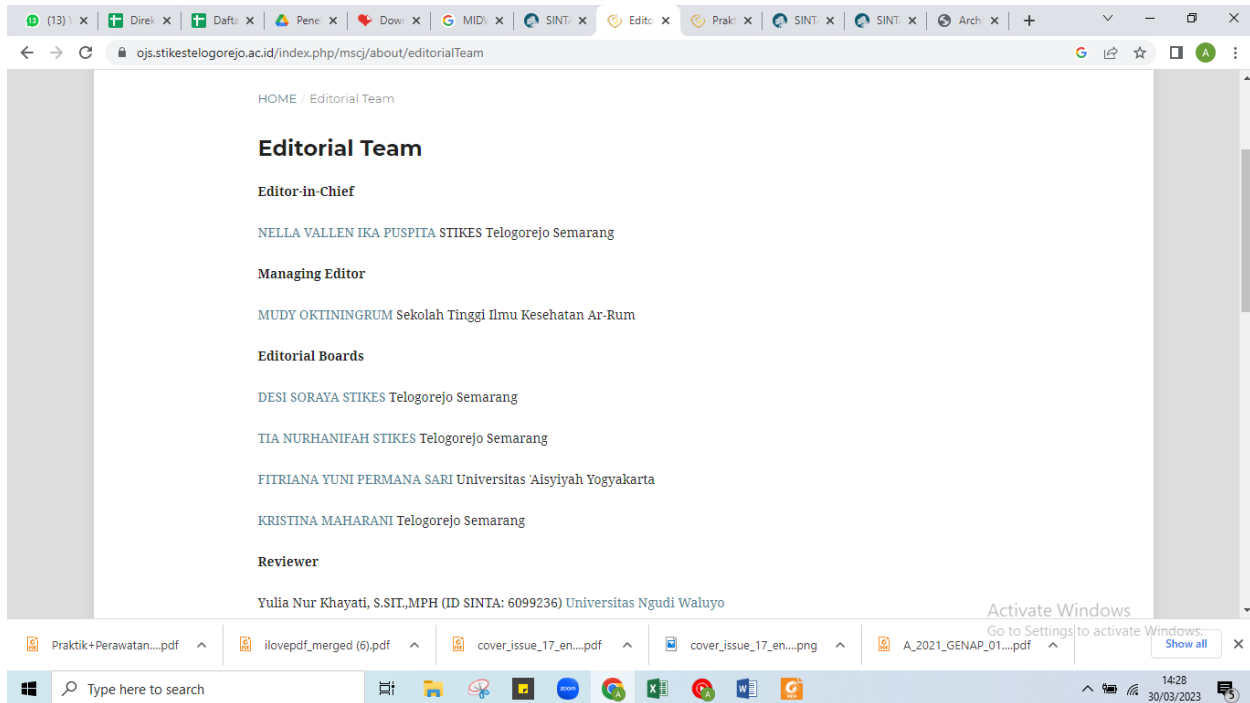 (13) \
Direk
Dafta
Pene
Dow
G MIDV
SINTA
Edito
Prakt
SINT
SINT
Arch
ojs.stikestelogorejo.ac.id/index.php/mscj/about/editorialTeam
A
HOME / Editorial Team
Editorial Team
Editor-in-Chief
NELLA VALLEN IKA PUSPITA STIKES Telogorejo Semarang
Managing Editor
MUDY OKTININGRUM Sekolah Tinggi Ilmu Kesehatan Ar-Rum
Editorial Boards
DESI SORAYA STIKES Telogorejo Semarang
TIA NURHANIFAH STIKES Telogorejo Semarang
FITRIANA YUNI PERMANA SARI Universitas 'Aisyiyah Yogyakarta
KRISTINA MAHARANI Telogorejo Semarang
Reviewer
Yulia Nur Khayati, S.SIT.,MPH (ID SINTA: 6099236) Universitas Ngudi Waluyo
Activate Windows
Go to Settings to activate Windows.
Praktik+Perawatan....pdf
ilovepdf_merged (6).pdf
cover_issue_17_en....pdf
cover_issue_17_en....png
A_2021_GENAP_01....pdf
Show all
Type here to search
zoom
14:28
30/03/2023
5